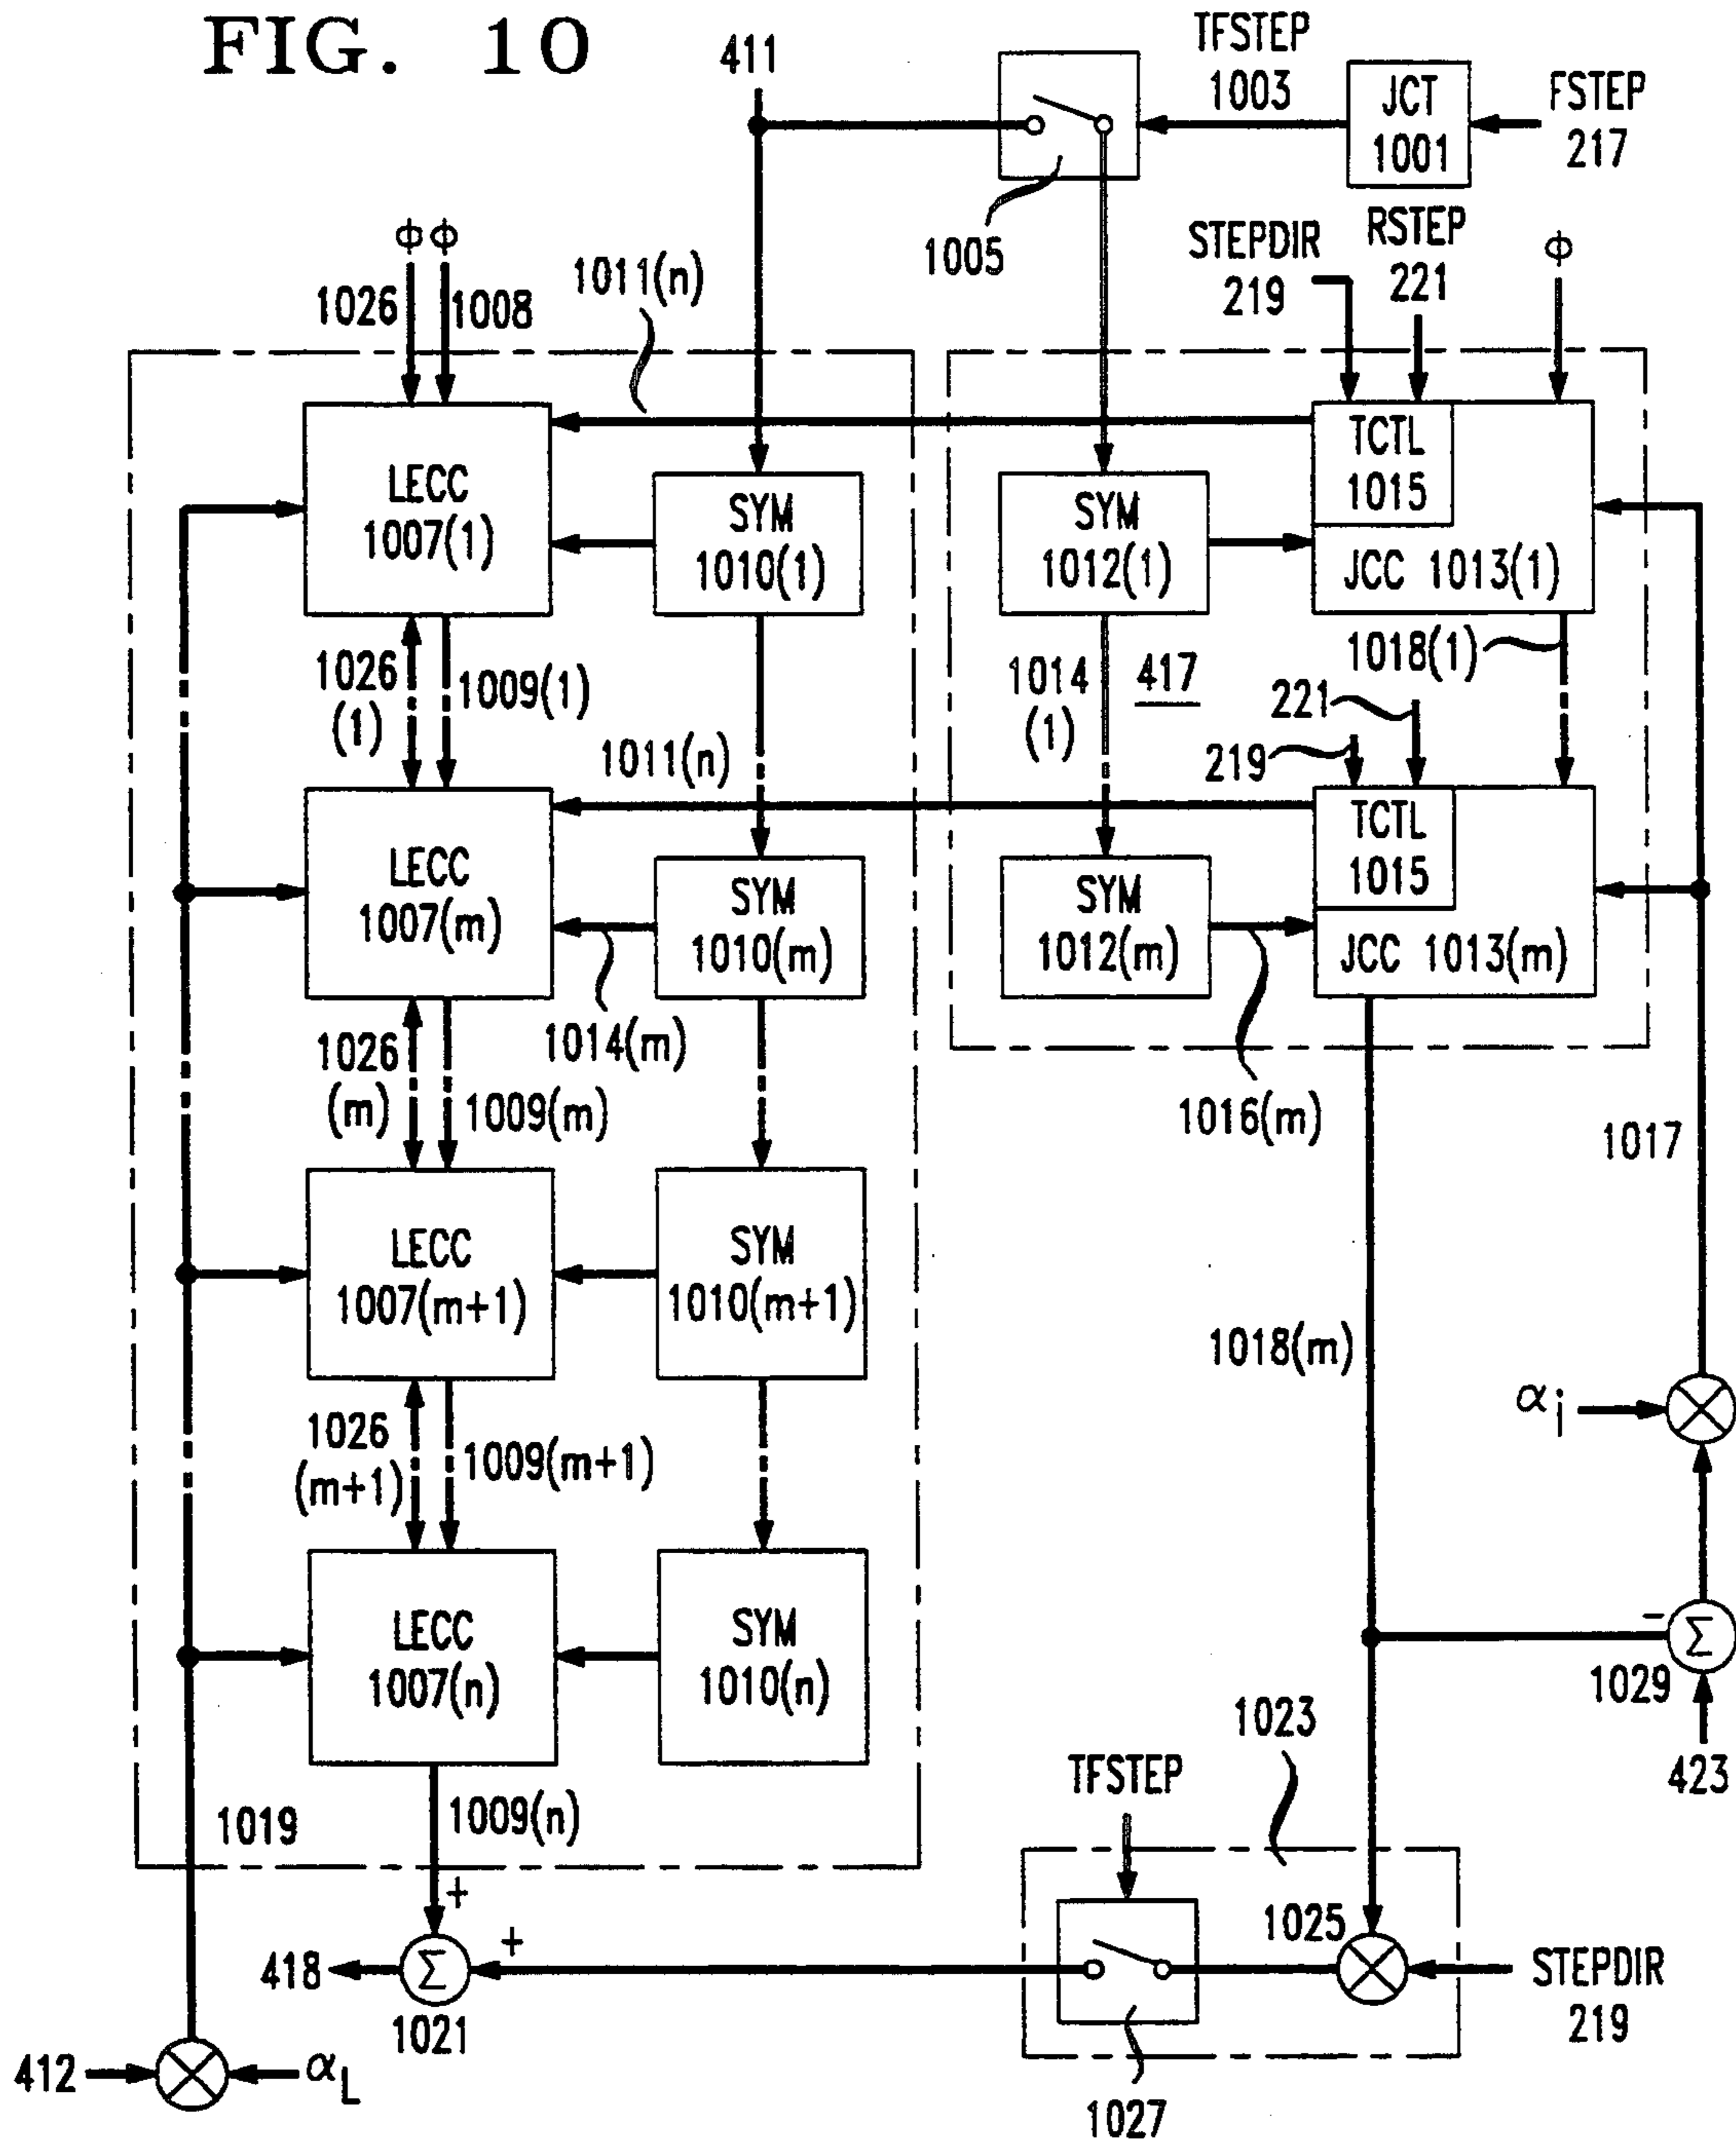 FIG. 10
411
TFSTEP
1003
JCT
1001
FSTEP
217
1005
STEPDIR
219
RSTEP
221
Φ
Φ Φ
1026
1008
1011(n)
LECC
1007(1)
SYM
1010(1)
SYM
1012(1)
TCTL
1015
JCC 1013(1)
1026
(1)
1009(1)
1014
(1)
417
1018(1)
221
219
1011(n)
LECC
1007(m)
SYM
1010(m)
SYM
1012(m)
TCTL
1015
JCC 1013(m)
1026
(m)
1009(m)
1014(m)
1016(m)
1017
LECC
1007(m+1)
SYM
1010(m+1)
1018(m)
αj
1026
(m+1)
1009(m+1)
LECC
1007(n)
SYM
1010(n)
-
Σ
1029
423
1023
TFSTEP
1019
1009(n)
+
+
418
Σ
1021
1025
STEPDIR
219
1027
412
αL